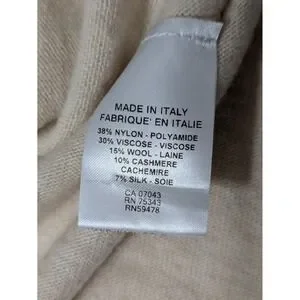 MADE IN ITALY
FABRIQUE' EN ITALIE
38% NYLON - POLYAMIDE
30% VISCOSE - VISCOSE
15% WOOL - LAINE
10% CASHMERE
CACHEMIRE
7% SILK - SOIE
CA 07043
RN 75343
RN59478